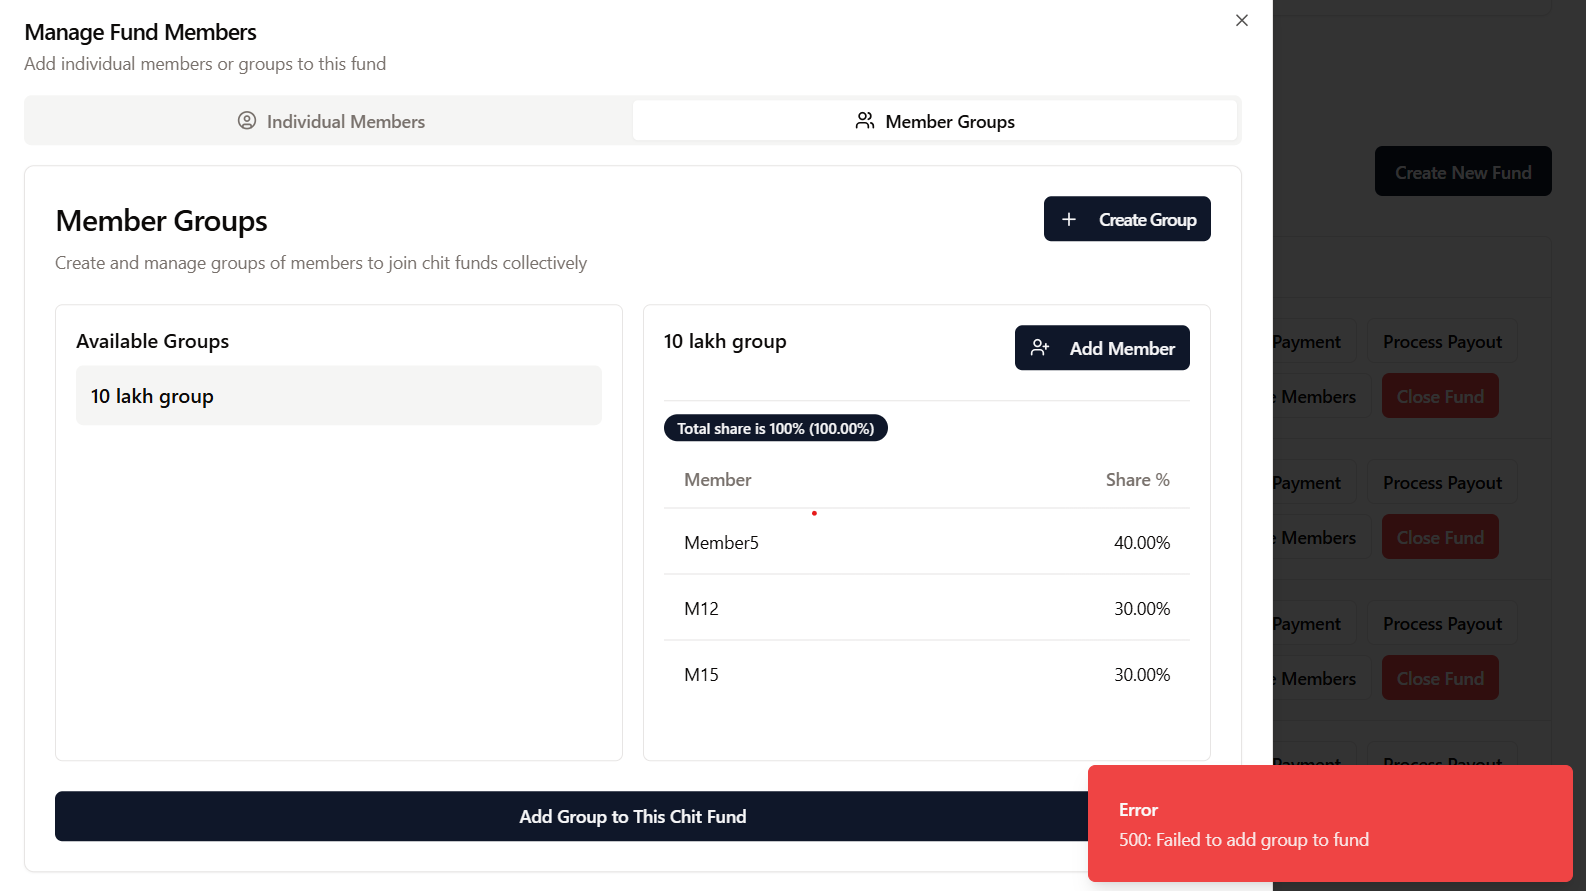 Manage Fund Members
Add individual members or groups to this fund
Individual Members
Member Groups
Create New Fund
Member Groups
Create Group
Create and manage groups of members to join chit funds collectively
Available Groups
10 lakh group
10 lakh group
Add Member
Total share is 100% (100.00%)
Member Share %
Member5 40.00%
M12 30.00%
M15 30.00%
Payment Process Payout
e Members Close Fund
Payment Process Payout
e Members Close Fund
Payment Process Payout
e Members Close Fund
Payment Process Payout
Add Group to This Chit Fund
Error
500: Failed to add group to fund